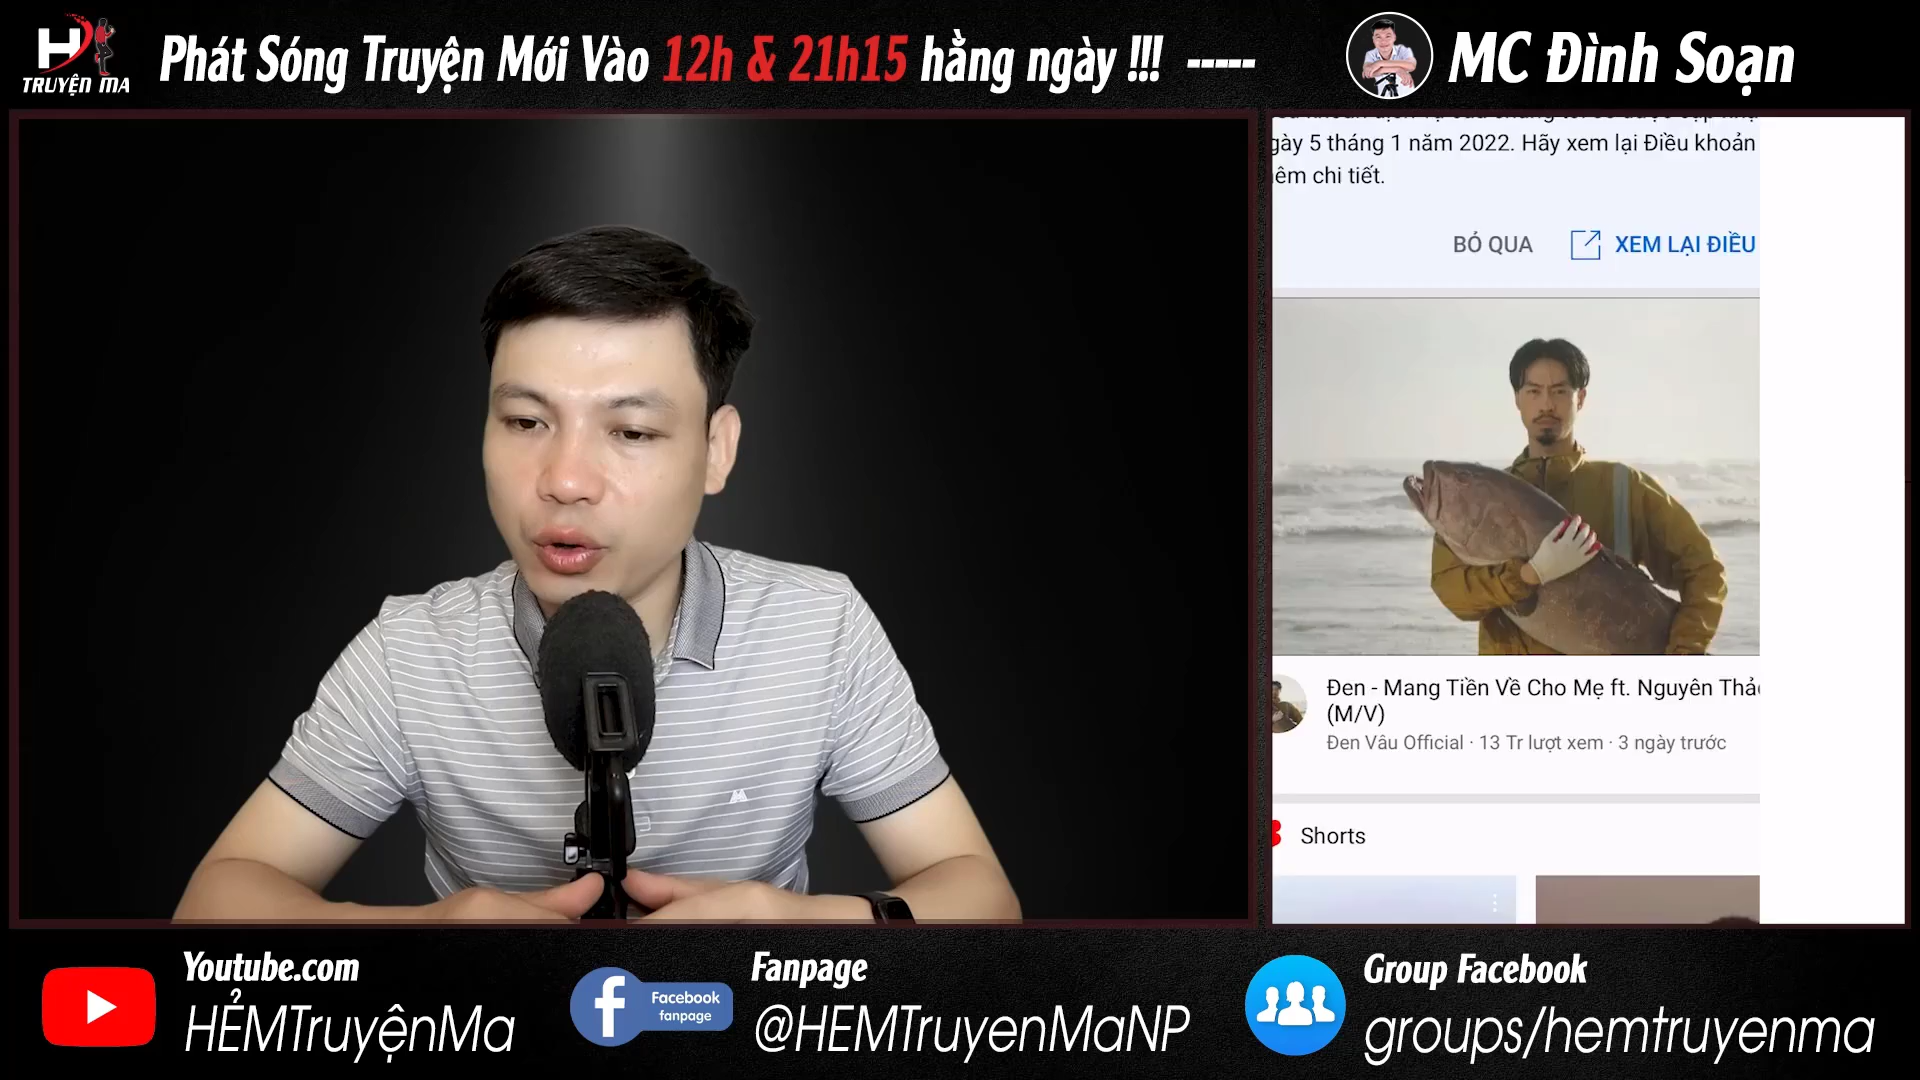 H
TRUYỆN MA
Phát Sóng Truyện Mới Vào 12h & 21h15 hằng ngày !!! -----
MC Đình Soạn
5 tháng 1 năm 2022. Hãy xem lại Điều khoản
chi tiết.
BỎ QUA
XEM LẠI ĐIỀU
Đen - Mang Tiền Về Cho Mẹ ft. Nguyên
(M/V)
Đen Vâu Official · 13 Tr lượt xem · 3 ngày trước
Shorts
Youtube.com
HẺMTruyệnMa
Facebook
fanpage
Fanpage
@HEMTruyenMaNP
Group Facebook
groups/hemtruyenma